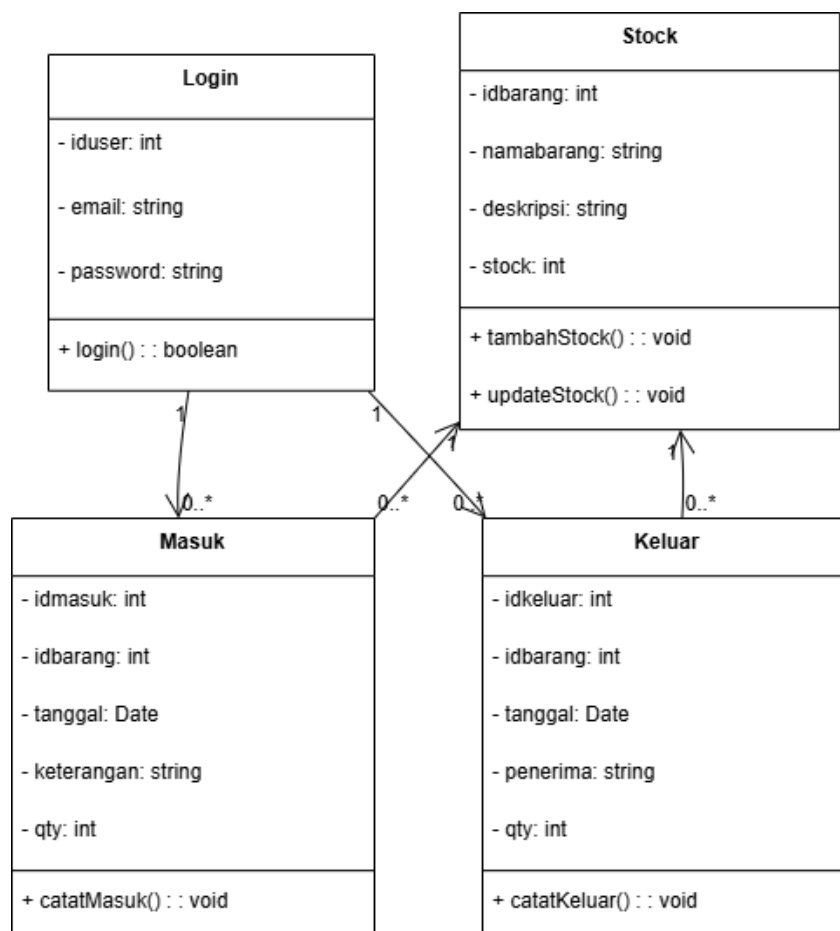 Login
- iduser: int
- email: string
- password: string
+ login() : : boolean
Stock
- idbarang: int
- namabarang: string
- deskripsi: string
- stock: int
+ tambahStock() : : void
+ updateStock() : : void
1
1
1
1
0..*
0..*
0..*
0..*
Masuk
- idmasuk: int
- idbarang: int
- tanggal: Date
- keterangan: string
- qty: int
+ catatMasuk() : : void
Keluar
- idkeluar: int
- idbarang: int
- tanggal: Date
- penerima: string
- qty: int
+ catatKeluar() : : void